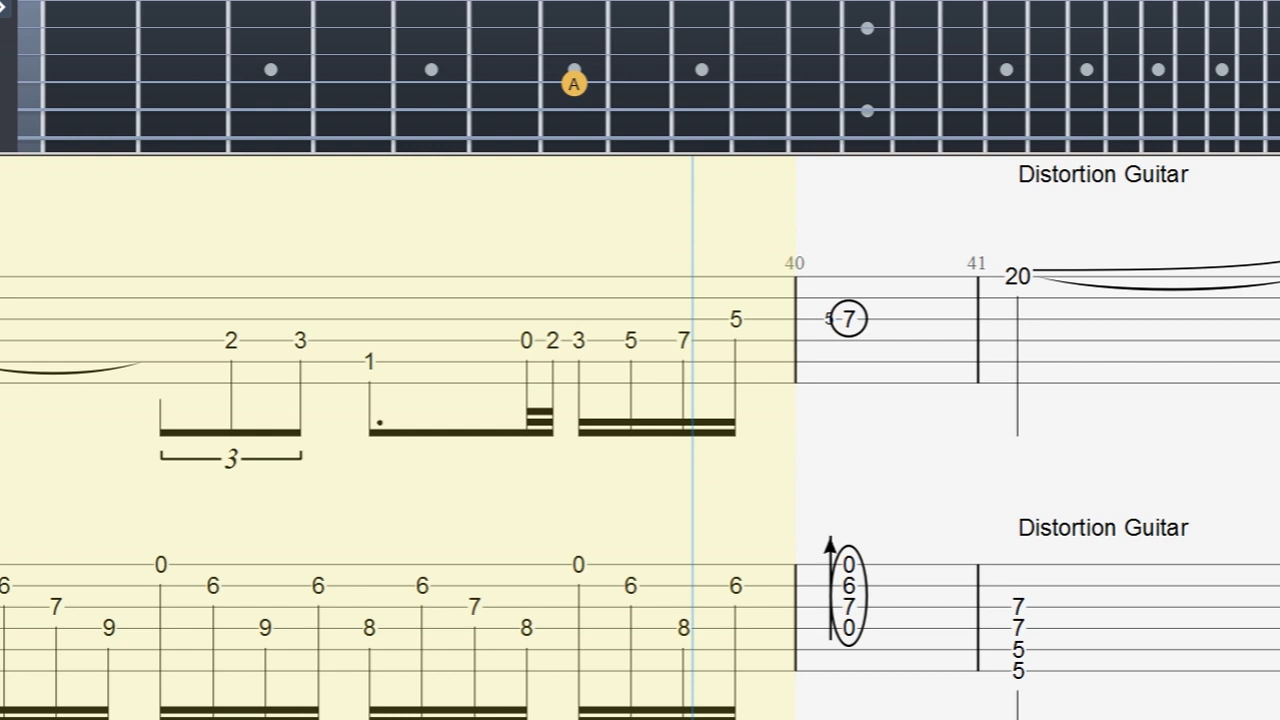 A
Distortion Guitar
40 41
20
5 5 7
2 3 0 2 3 5 7
1
3
Distortion Guitar
0 0 0
6 6 6 6 6 6 6
7 7 7 7
9 9 8 8 8 0 7
5
5